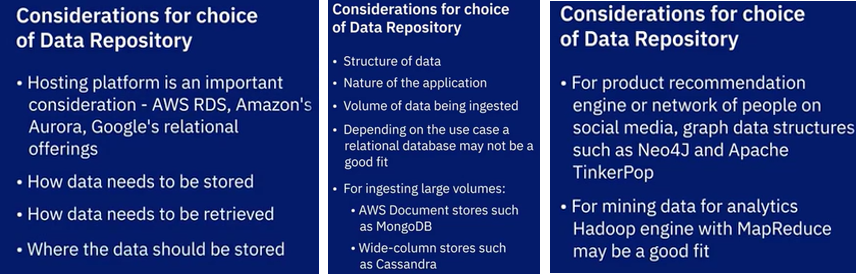 Considerations for choice
of Data Repository
• Hosting platform is an important
consideration - AWS RDS, Amazon's
Aurora, Google's relational
offerings
• How data needs to be stored
• How data needs to be retrieved
• Where the data should be stored
Considerations for choice
of Data Repository
• Structure of data
• Nature of the application
• Volume of data being ingested
• Depending on the use case a
relational database may not be a
good fit
• For ingesting large volumes:
• AWS Document stores such
as MongoDB
• Wide-column stores such
as Cassandra
Considerations for choice
of Data Repository
• For product recommendation
engine or network of people on
social media, graph data structures
such as Neo4J and Apache
TinkerPop
• For mining data for analytics
Hadoop engine with MapReduce
may be a good fit